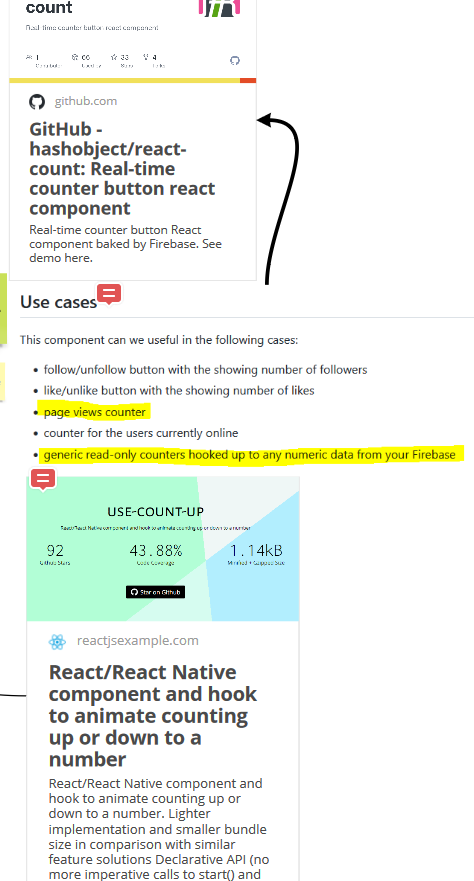 count
Real-time counter button react component
1
66
33
4
Contributor
Used by
Stars
Forks
github.com
GitHub -
hashobject/react-
count: Real-time
counter button react
component
Real-time counter button React
component baked by Firebase. See
demo here.
Use cases
This component can we useful in the following cases:
• follow/unfollow button with the showing number of followers
• like/unlike button with the showing number of likes
• page views counter
• counter for the users currently online
• generic read-only counters hooked up to any numeric data from your Firebase
USE-COUNT-UP
React/React Native component and hook to animate counting up or down to a number
92 43.88% 1.14kB
Github Stars Code Coverage Minified + Gzipped Size
Star on Github
reactjsexample.com
React/React Native
component and hook
to animate counting
up or down to a
number
React/React Native component and
hook to animate counting up or
down to a number. Lighter
implementation and smaller bundle
size in comparison with similar
feature solutions Declarative API (no
more imperative calls to start() and